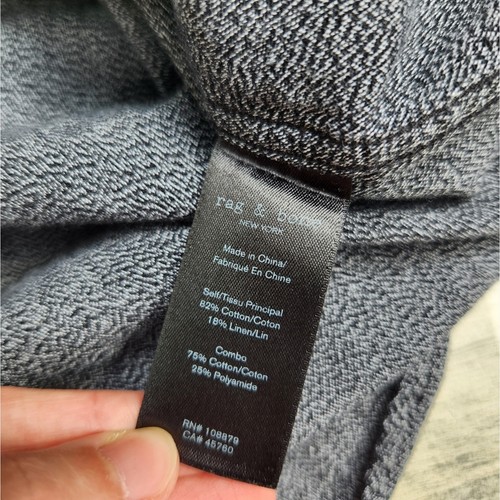 rag & bone
NEW YORK
Made in China/
Fabriqué En Chine
Self/Tissu Principal
82% Cotton/Coton
18% Linen/Lin
Combo
75% Cotton/Coton
25% Polyamide
RN# 108879
CA# 45760